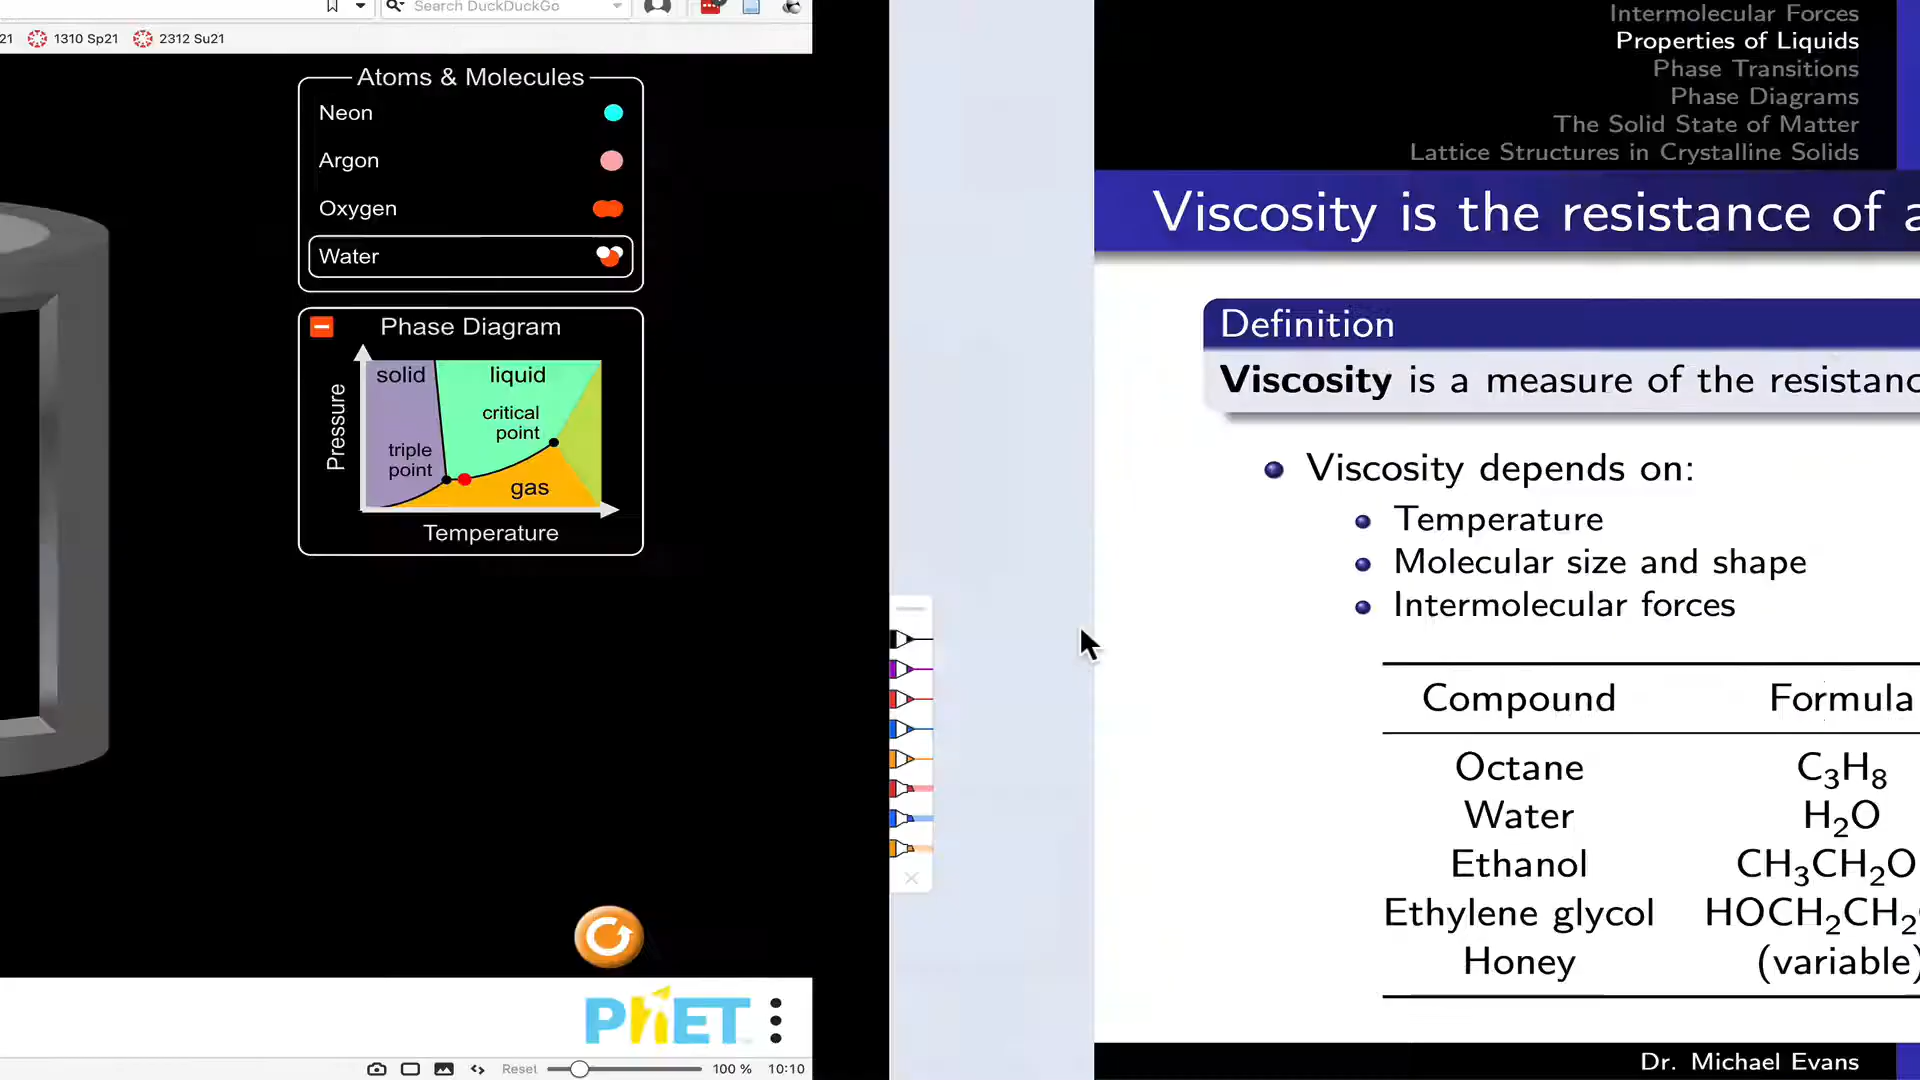 Search DuckDuckGo
21 1310 Sp21 2312 Su21
Atoms & Molecules
Neon
Argon
Oxygen
Water
Phase Diagram
solid
liquid
critical
point
triple
point
gas
Pressure
Temperature
PhET
Reset 100 % 10:10
Intermolecular Forces
Properties of Liquids
Phase Transitions
Phase Diagrams
The Solid State of Matter
Lattice Structures in Crystalline Solids
Viscosity is the resistance of a
Definition
Viscosity is a measure of the resistanc
Viscosity depends on:
Temperature
Molecular size and shape
Intermolecular forces
Compound Formula
Octane C₃H₈
Water H₂O
Ethanol CH₃CH₂O
Ethylene glycol HOCH₂CH₂
Honey (variable)
Dr. Michael Evans